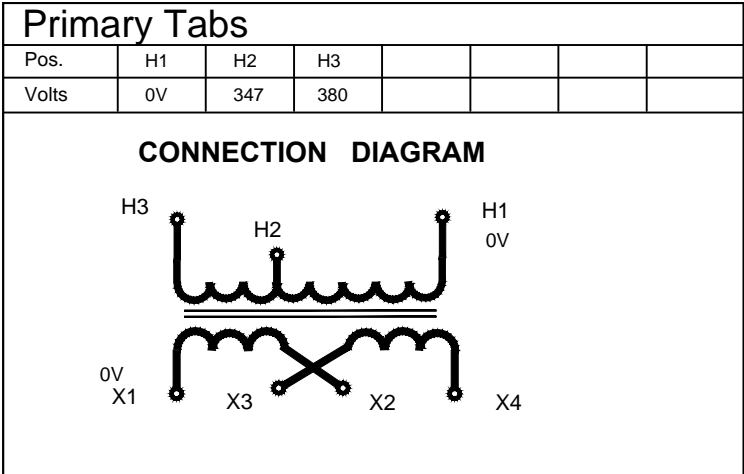 Primary Tabs
Pos. H1 H2 H3
Volts 0V 347 380
CONNECTION DIAGRAM
H3 H2 H1
0V
0V
X1 X3 X2 X4